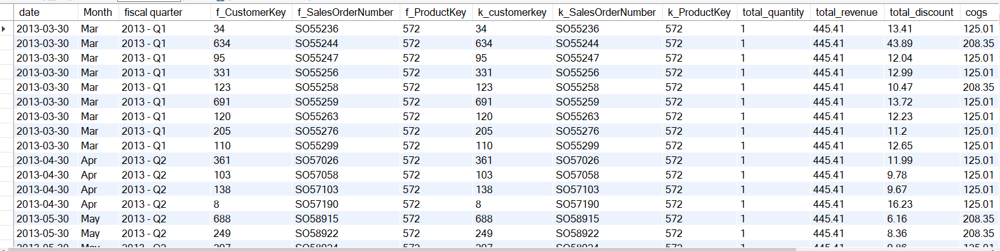 date Month fiscal quarter f_CustomerKey f_SalesOrderNumber f_ProductKey k_customerkey k_SalesOrderNumber k_ProductKey total_quantity total_revenue total_discount cogs
2013-03-30 Mar 2013 - Q1 34 SO55236 572 34 SO55236 572 1 445.41 13.41 125.01
2013-03-30 Mar 2013 - Q1 634 SO55244 572 634 SO55244 572 1 445.41 43.89 208.35
2013-03-30 Mar 2013 - Q1 95 SO55247 572 95 SO55247 572 1 445.41 12.04 125.01
2013-03-30 Mar 2013 - Q1 331 SO55256 572 331 SO55256 572 1 445.41 12.99 125.01
2013-03-30 Mar 2013 - Q1 123 SO55258 572 123 SO55258 572 1 445.41 10.47 208.35
2013-03-30 Mar 2013 - Q1 691 SO55259 572 691 SO55259 572 1 445.41 13.72 125.01
2013-03-30 Mar 2013 - Q1 120 SO55263 572 120 SO55263 572 1 445.41 12.23 125.01
2013-03-30 Mar 2013 - Q1 205 SO55276 572 205 SO55276 572 1 445.41 11.2 125.01
2013-03-30 Mar 2013 - Q1 110 SO55299 572 110 SO55299 572 1 445.41 12.65 125.01
2013-04-30 Apr 2013 - Q2 361 SO57026 572 361 SO57026 572 1 445.41 11.99 125.01
2013-04-30 Apr 2013 - Q2 103 SO57058 572 103 SO57058 572 1 445.41 9.78 125.01
2013-04-30 Apr 2013 - Q2 138 SO57103 572 138 SO57103 572 1 445.41 9.67 125.01
2013-04-30 Apr 2013 - Q2 8 SO57190 572 8 SO57190 572 1 445.41 16.23 125.01
2013-05-30 May 2013 - Q2 688 SO58915 572 688 SO58915 572 1 445.41 6.16 208.35
2013-05-30 May 2013 - Q2 249 SO58922 572 249 SO58922 572 1 445.41 8.36 208.35
2013-05-30 May 2013 - Q2 572 572 1 445.41 125.01